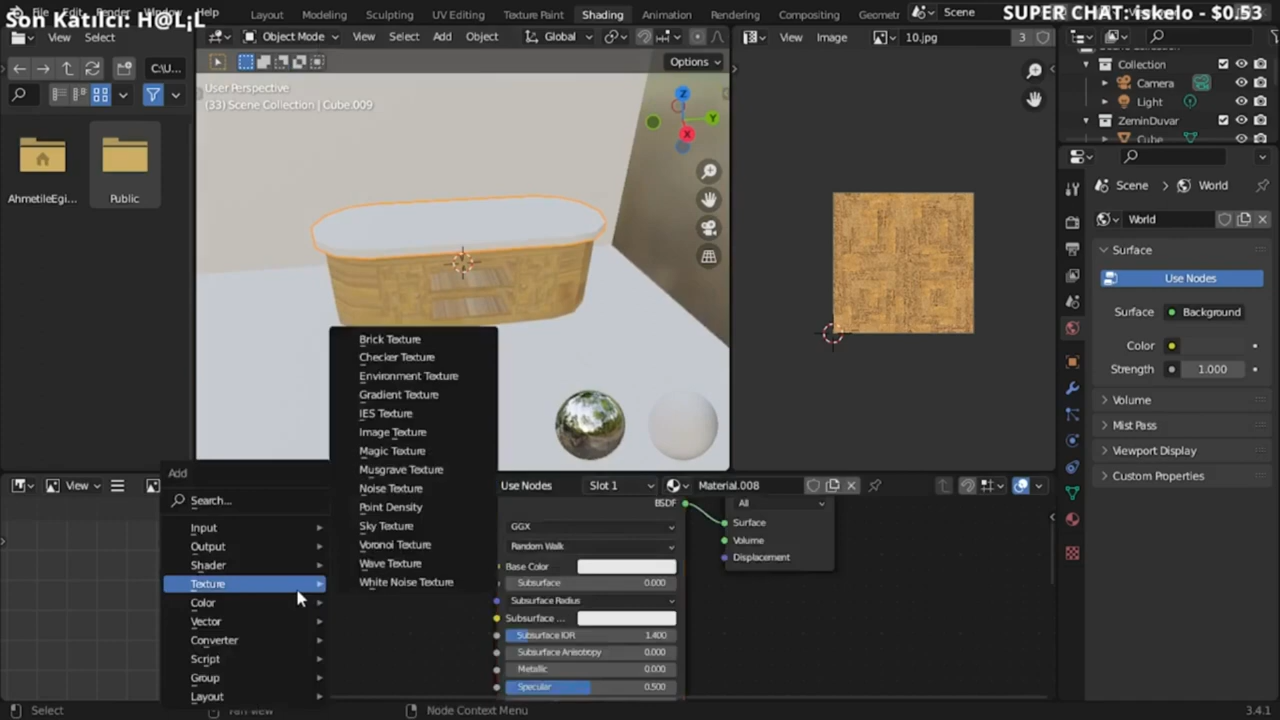 Son Katılcı: H@L¡L
SUPER CHAT: iskelo - $0.53
Layout
Modeling
Sculpting
UV Editing
Texture Paint
Shading
Animation
Rendering
Compositing
Scene
View
Select
Object Mode
View
Select
Add
Object
Global
View
Image
10.jpg
3
C:\U...
Options
User Perspective
(33) Scene Collection | Cube.009
Z
Y
X
AhmetileEgi...
Public
Collection
Camera
Light
ZeminDuvar
Cube
Scene
World
World
Surface
Use Nodes
Surface
Background
Color
Strength
1.000
Volume
Mist Pass
Viewport Display
Custom Properties
Brick Texture
Checker Texture
Environment Texture
Gradient Texture
IES Texture
Image Texture
Magic Texture
Musgrave Texture
Noise Texture
Point Density
Sky Texture
Voronoi Texture
Wave Texture
White Noise Texture
Add
Search...
Input
Output
Shader
Texture
Color
Vector
Converter
Script
Group
Layout
View
Use Nodes
Slot 1
Material.008
BSDF
GGX
Random Walk
Base Color
Subsurface
0.000
Subsurface Radius
Subsurface ...
Subsurface IOR
1.400
Subsurface Anisotropy
0.000
Metallic
0.000
Specular
0.500
All
Surface
Volume
Displacement
Select
Node Context Menu
3.4.1